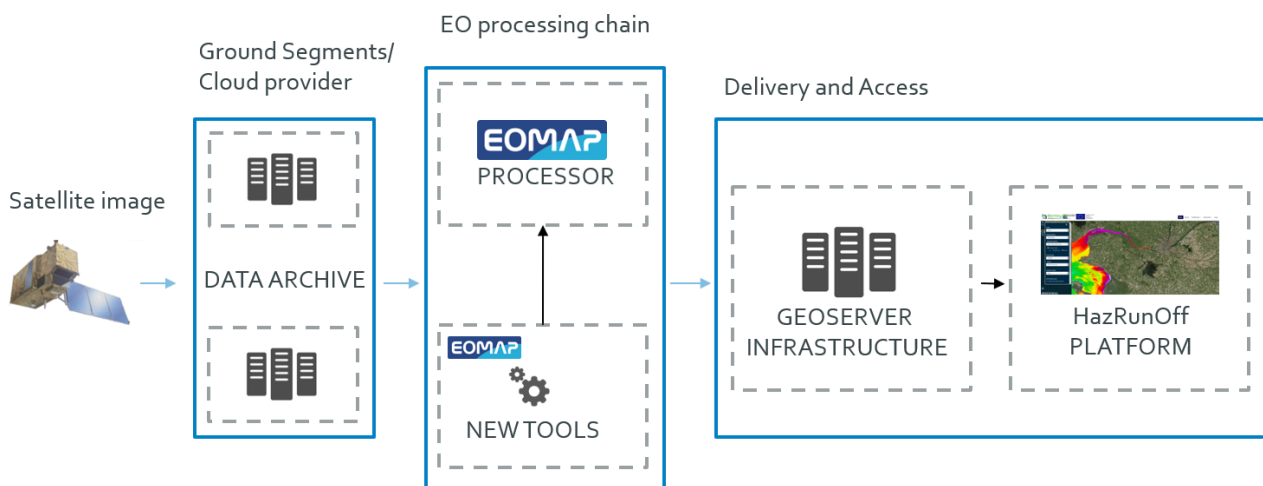 Satellite image
Ground Segments/
Cloud provider
DATA ARCHIVE
EO processing chain
EOMAP
PROCESSOR
EOMAP
NEW TOOLS
Delivery and Access
GEOSERVER
INFRASTRUCTURE
HazRunOff
PLATFORM